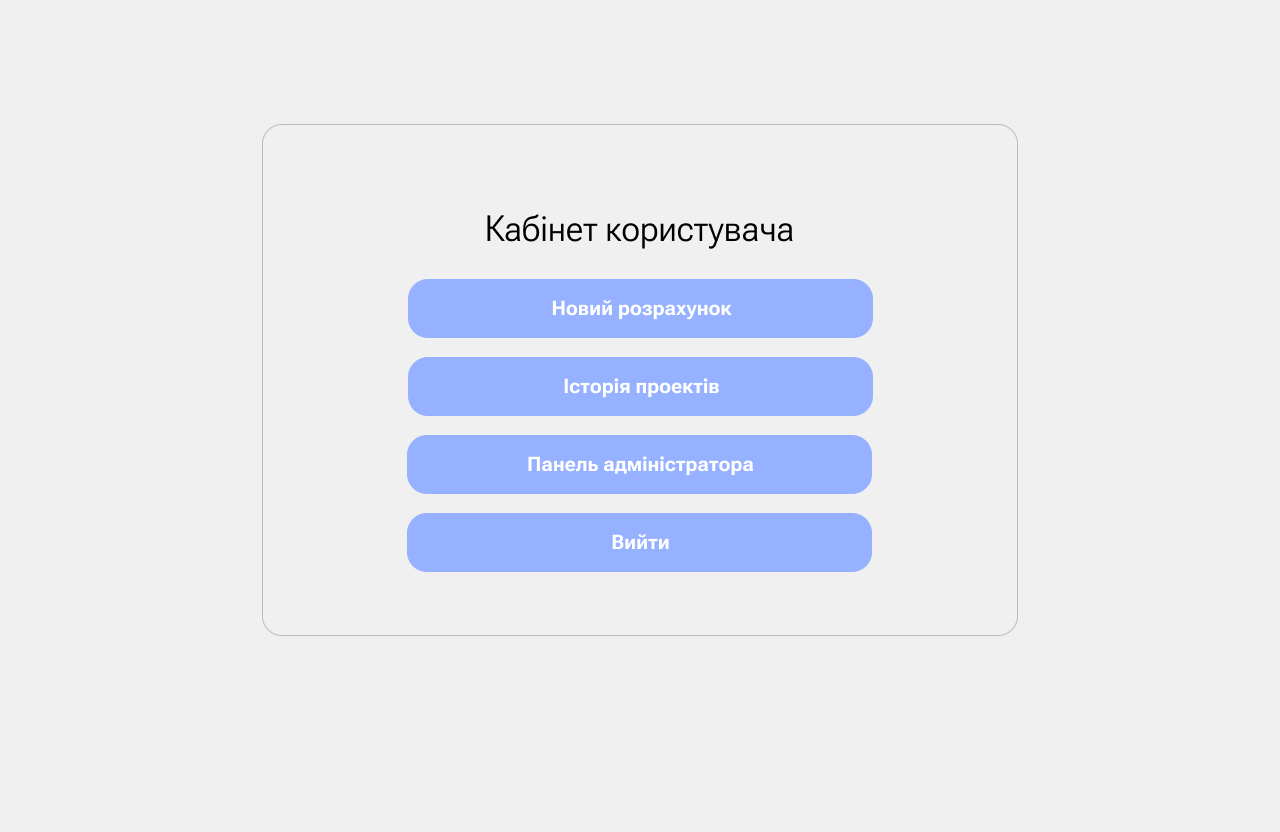 Кабінет користувача
Новий розрахунок
Історія проектів
Панель адміністратора
Вийти